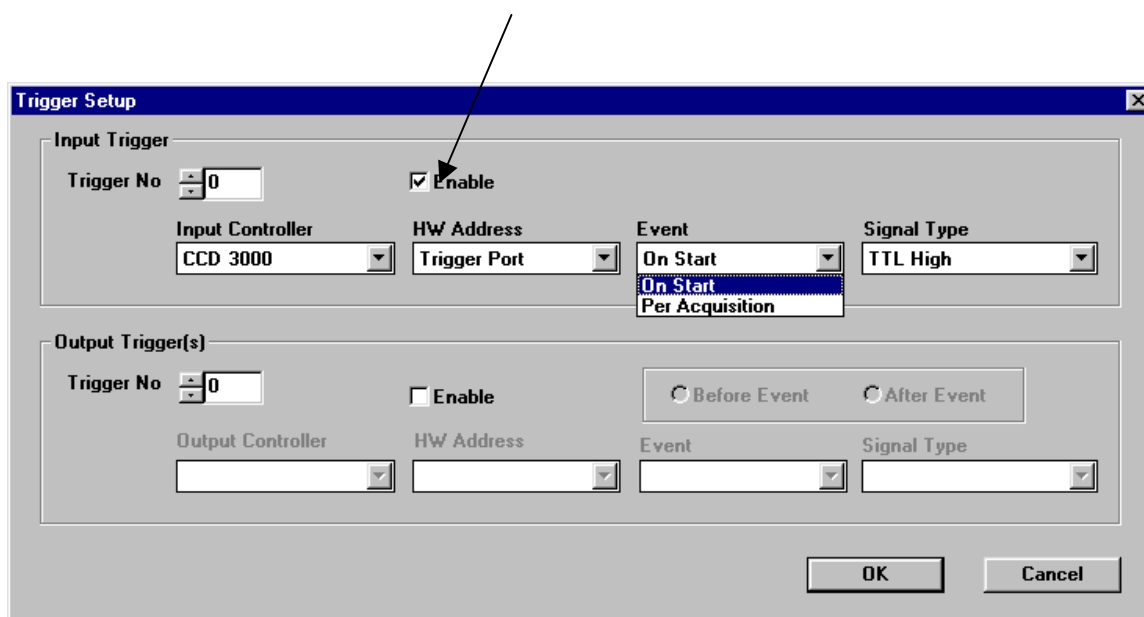 Trigger Setup
Input Trigger
Trigger No 0 Enable
Input Controller HW Address Event Signal Type
CCD 3000 Trigger Port On Start TTL High
On Start
Per Acquisition
Output Trigger(s)
Trigger No 0 Enable Before Event After Event
Output Controller HW Address Event Signal Type
OK Cancel